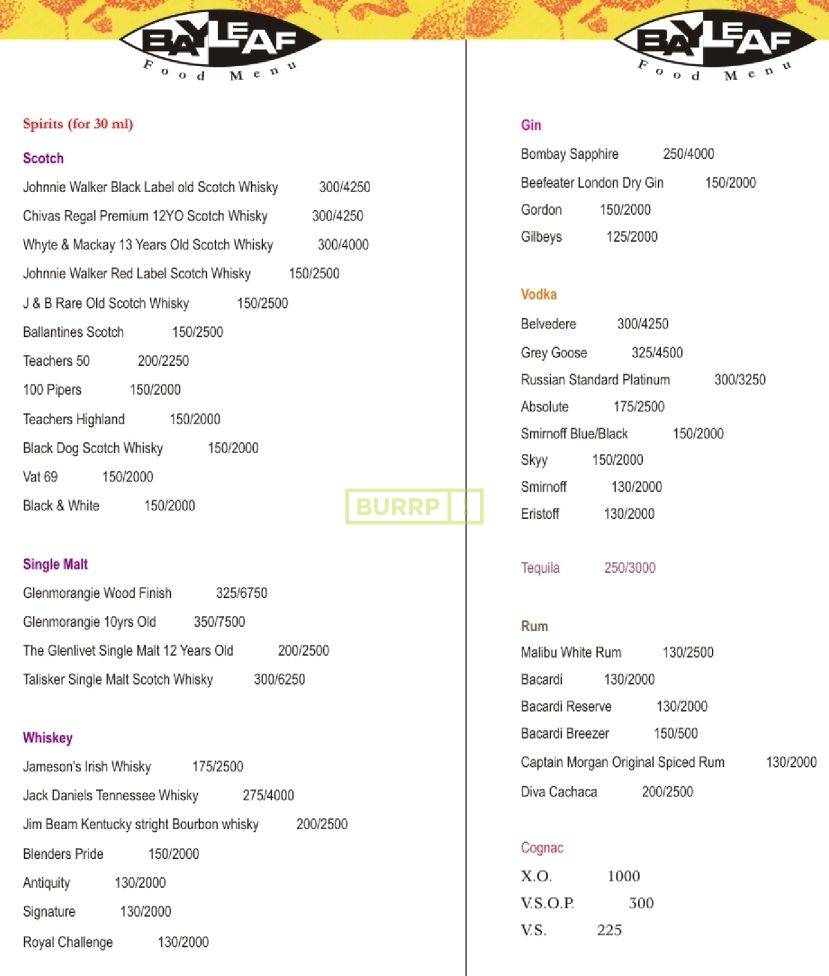 BAYLEAF
Food Menu
Spirits (for 30 ml)
Scotch
Johnnie Walker Black Label old Scotch Whisky 300/4250
Chivas Regal Premium 12YO Scotch Whisky 300/4250
Whyte & Mackay 13 Years Old Scotch Whisky 300/4000
Johnnie Walker Red Label Scotch Whisky 150/2500
J & B Rare Old Scotch Whisky 150/2500
Ballantines Scotch 150/2500
Teachers 50 200/2250
100 Pipers 150/2000
Teachers Highland 150/2000
Black Dog Scotch Whisky 150/2000
Vat 69 150/2000
Black & White 150/2000
Single Malt
Glenmorangie Wood Finish 325/6750
Glenmorangie 10yrs Old 350/7500
The Glenlivet Single Malt 12 Years Old 200/2500
Talisker Single Malt Scotch Whisky 300/6250
Whiskey
Jameson's Irish Whisky 175/2500
Jack Daniels Tennessee Whisky 275/4000
Jim Beam Kentucky stright Bourbon whisky 200/2500
Blenders Pride 150/2000
Antiquity 130/2000
Signature 130/2000
Royal Challenge 130/2000
BURRP !
BAYLEAF
Food Menu
Gin
Bombay Sapphire 250/4000
Beefeater London Dry Gin 150/2000
Gordon 150/2000
Gilbeys 125/2000
Vodka
Belvedere 300/4250
Grey Goose 325/4500
Russian Standard Platinum 300/3250
Absolute 175/2500
Smirnoff Blue/Black 150/2000
Skyy 150/2000
Smirnoff 130/2000
Eristoff 130/2000
Tequila 250/3000
Rum
Malibu White Rum 130/2500
Bacardi 130/2000
Bacardi Reserve 130/2000
Bacardi Breezer 150/500
Captain Morgan Original Spiced Rum 130/2000
Diva Cachaca 200/2500
Cognac
X.O. 1000
V.S.O.P. 300
V.S. 225